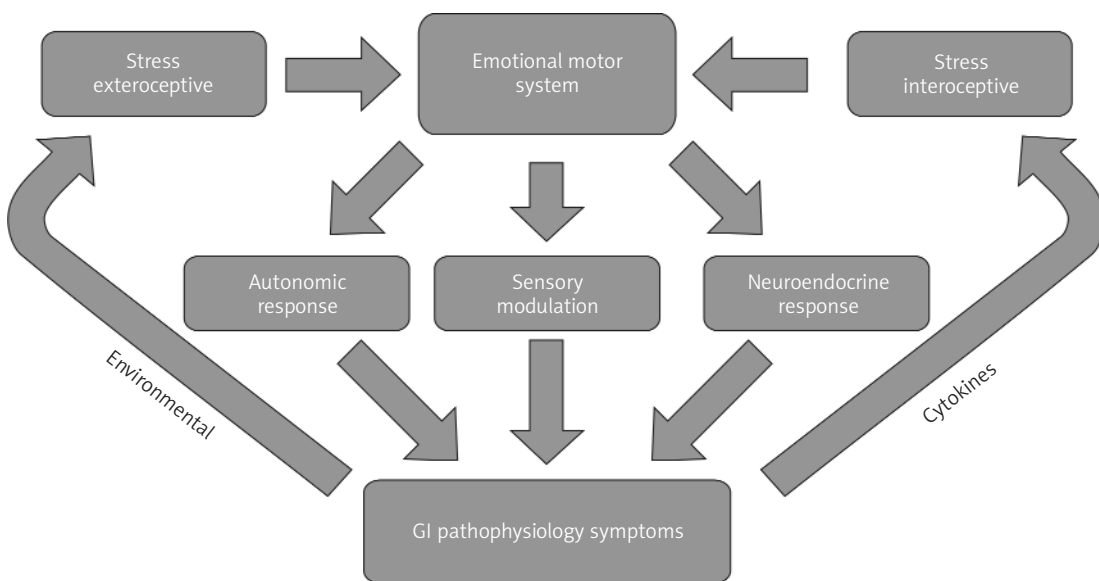 Stress
exteroceptive
Emotional motor
system
Stress
interoceptive
Autonomic
response
Sensory
modulation
Neuroendocrine
response
Environmental
Cytokines
GI pathophysiology symptoms